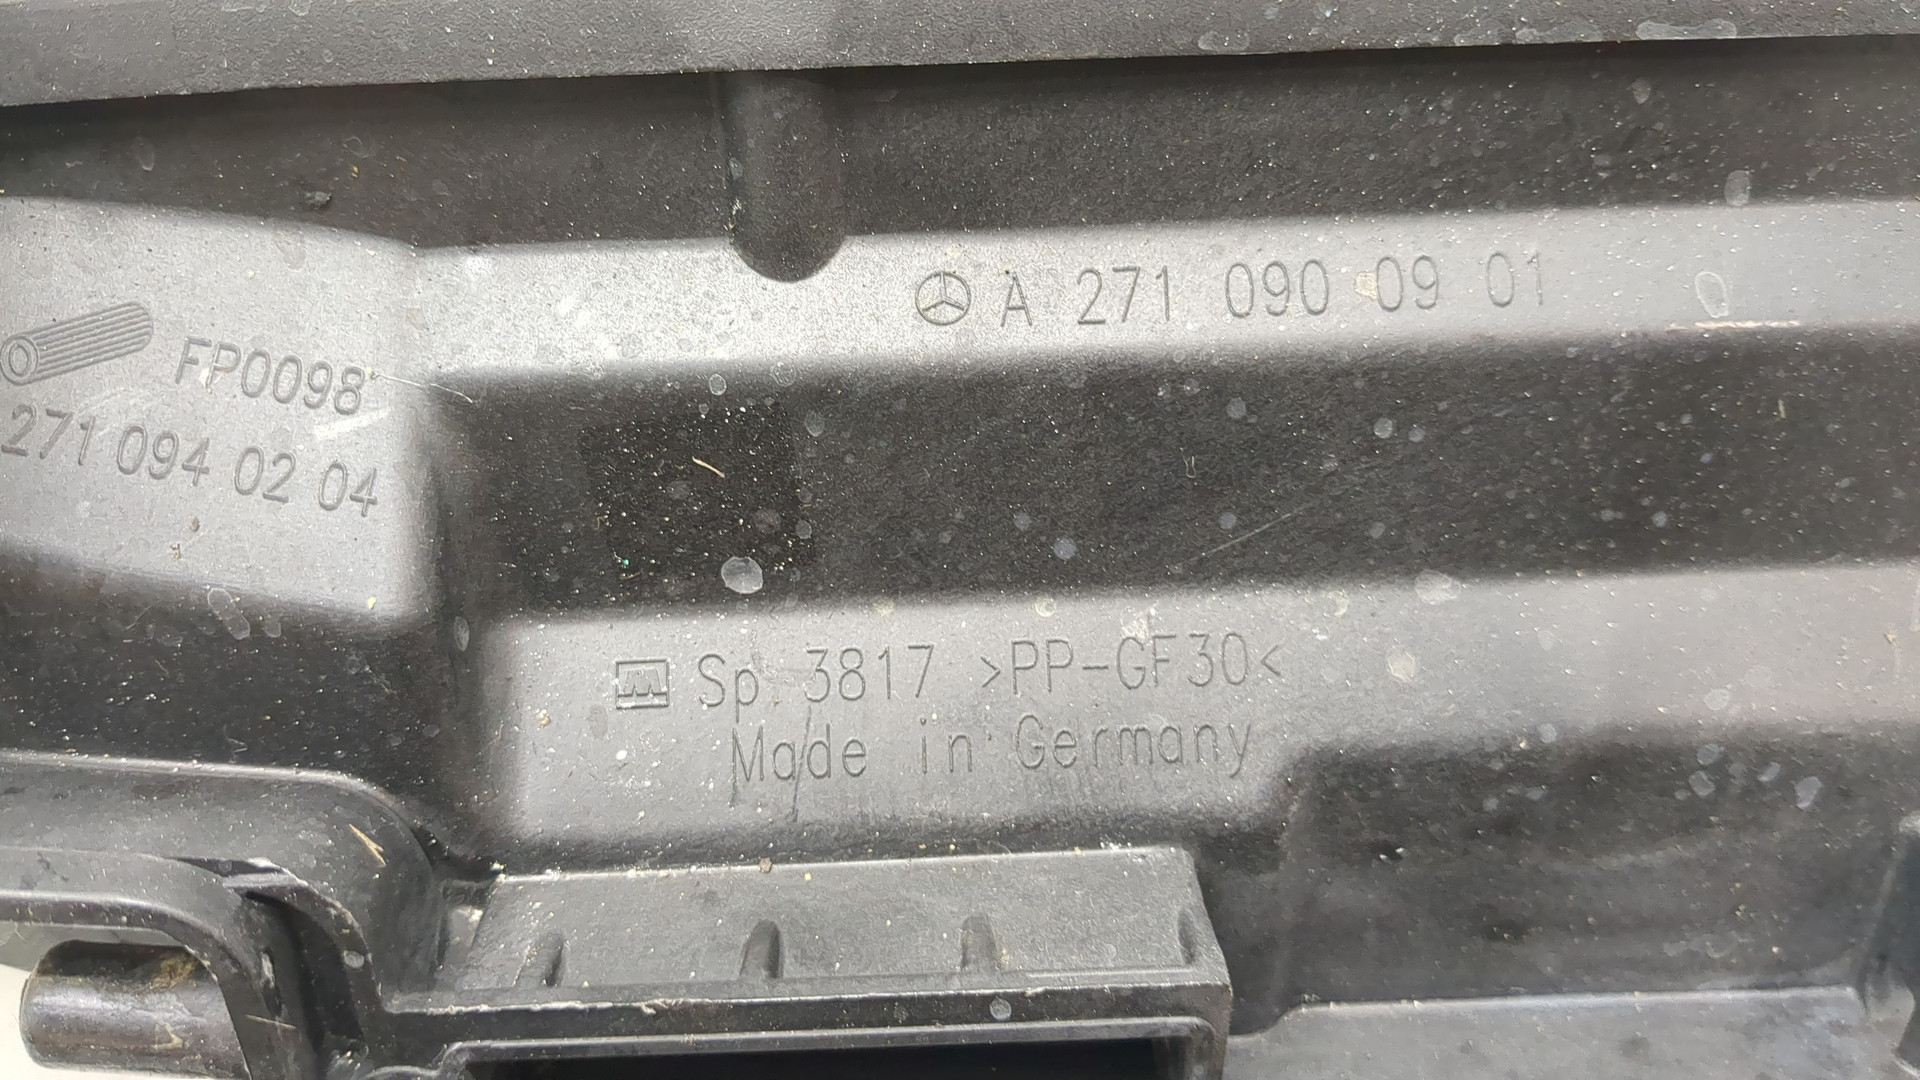 A 271 090 09 01
FP0098
271 094 02 04
Sp 3817 >PP-GF30<
Made in Germany